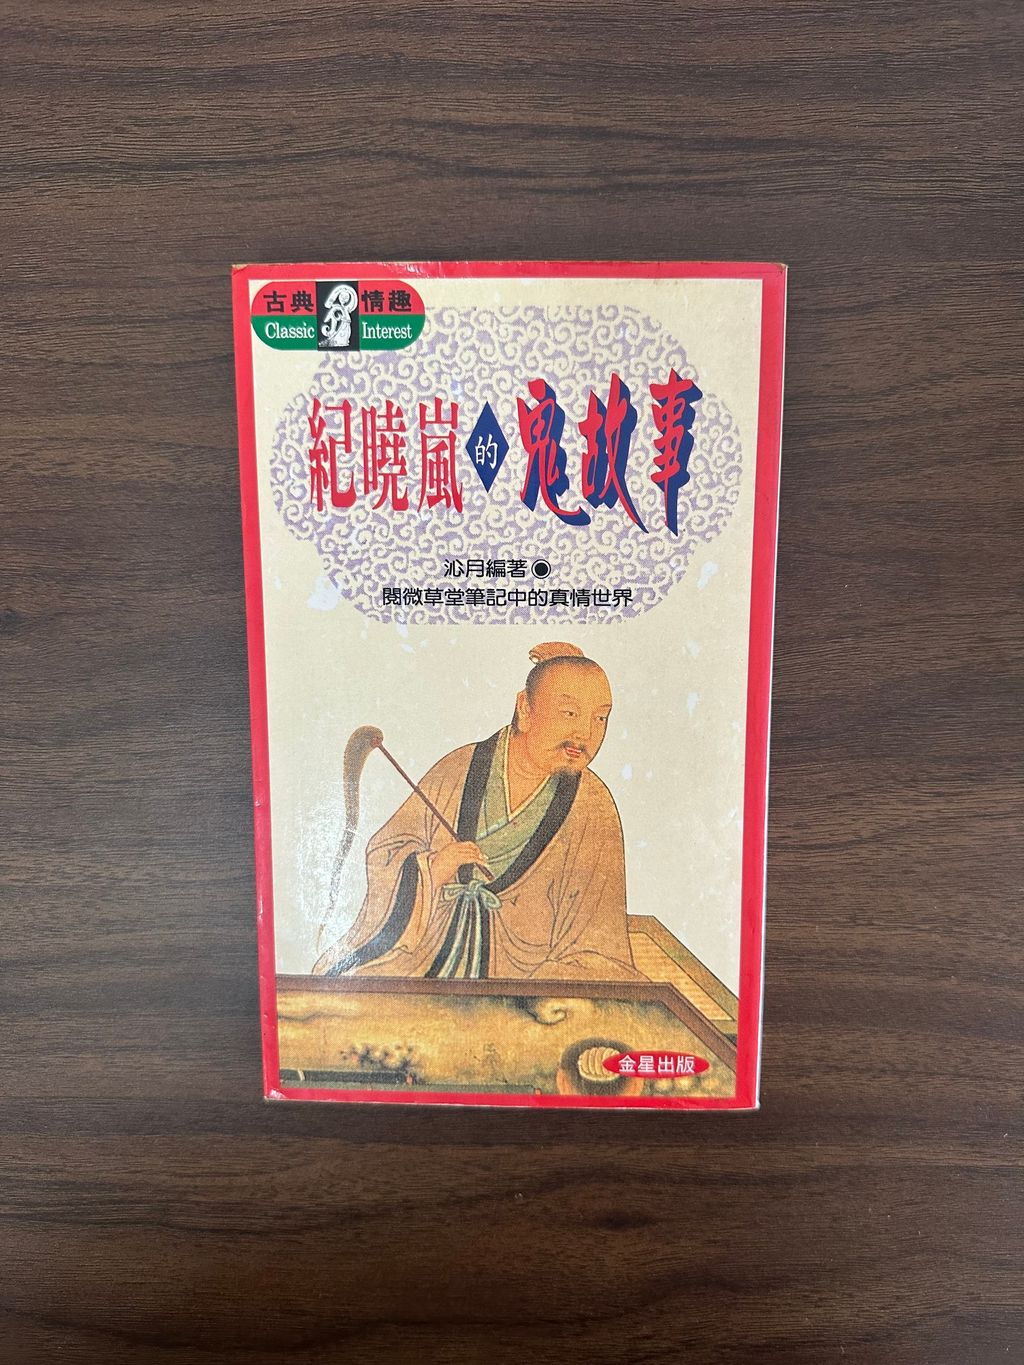 古典情趣
Classic Interest
紀曉嵐的鬼故事
沁月編著◉
閱微草堂筆記中的真情世界
金星出版